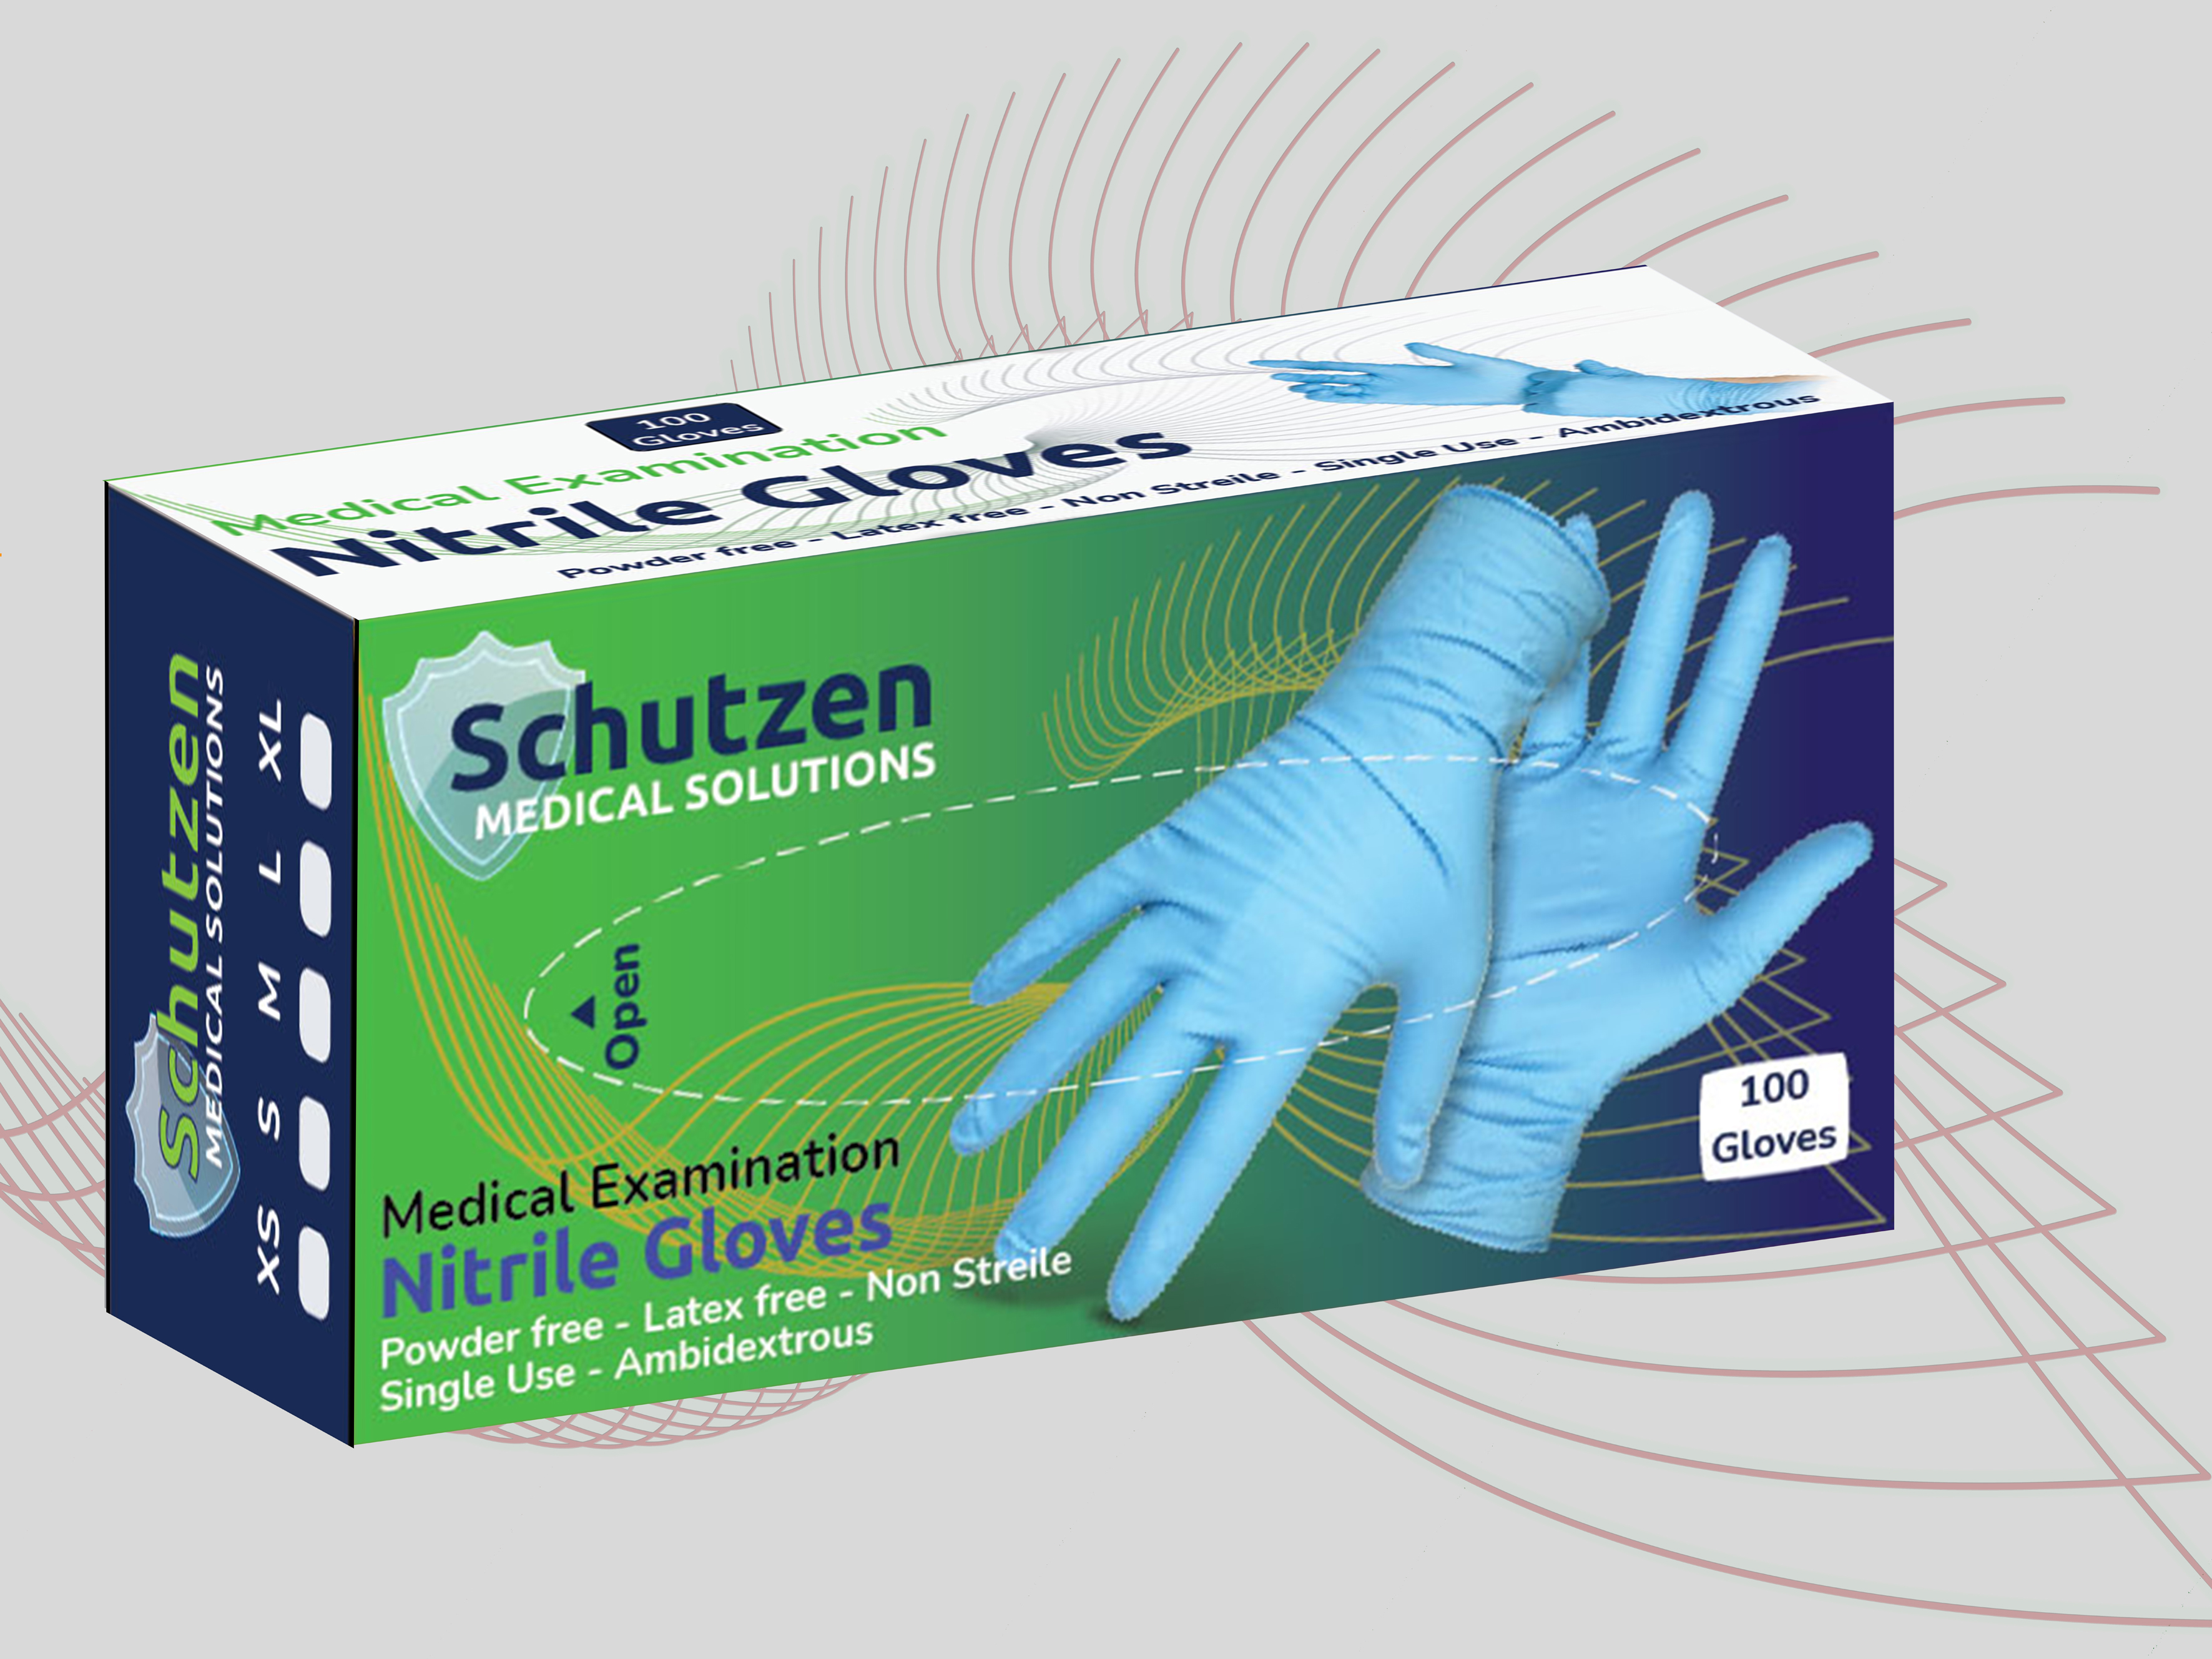 100
Gloves
Medical Examination
Nitrile Gloves
Powder free - Latex free - Non Streile - Single Use - Ambidextrous
Schutzen
MEDICAL SOLUTIONS
XL
L
M
S
XS
Schutzen
MEDICAL SOLUTIONS
Open
Medical Examination
Nitrile Gloves
Powder free - Latex free - Non Streile
Single Use - Ambidextrous
100
Gloves